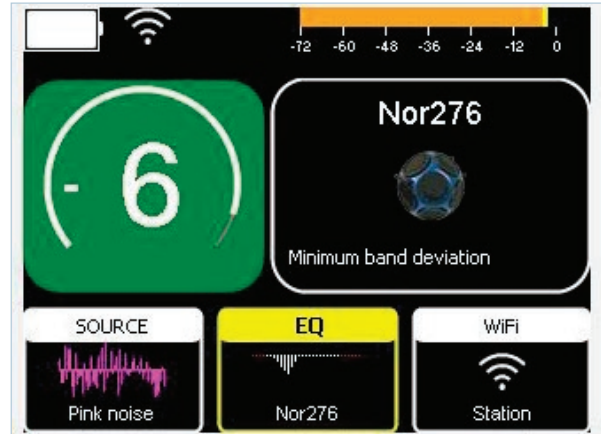 -72 -60 -48 -36 -24 -12 0
- 6
Nor276
Minimum band deviation
SOURCE
Pink noise
EQ
Nor276
WiFi
Station